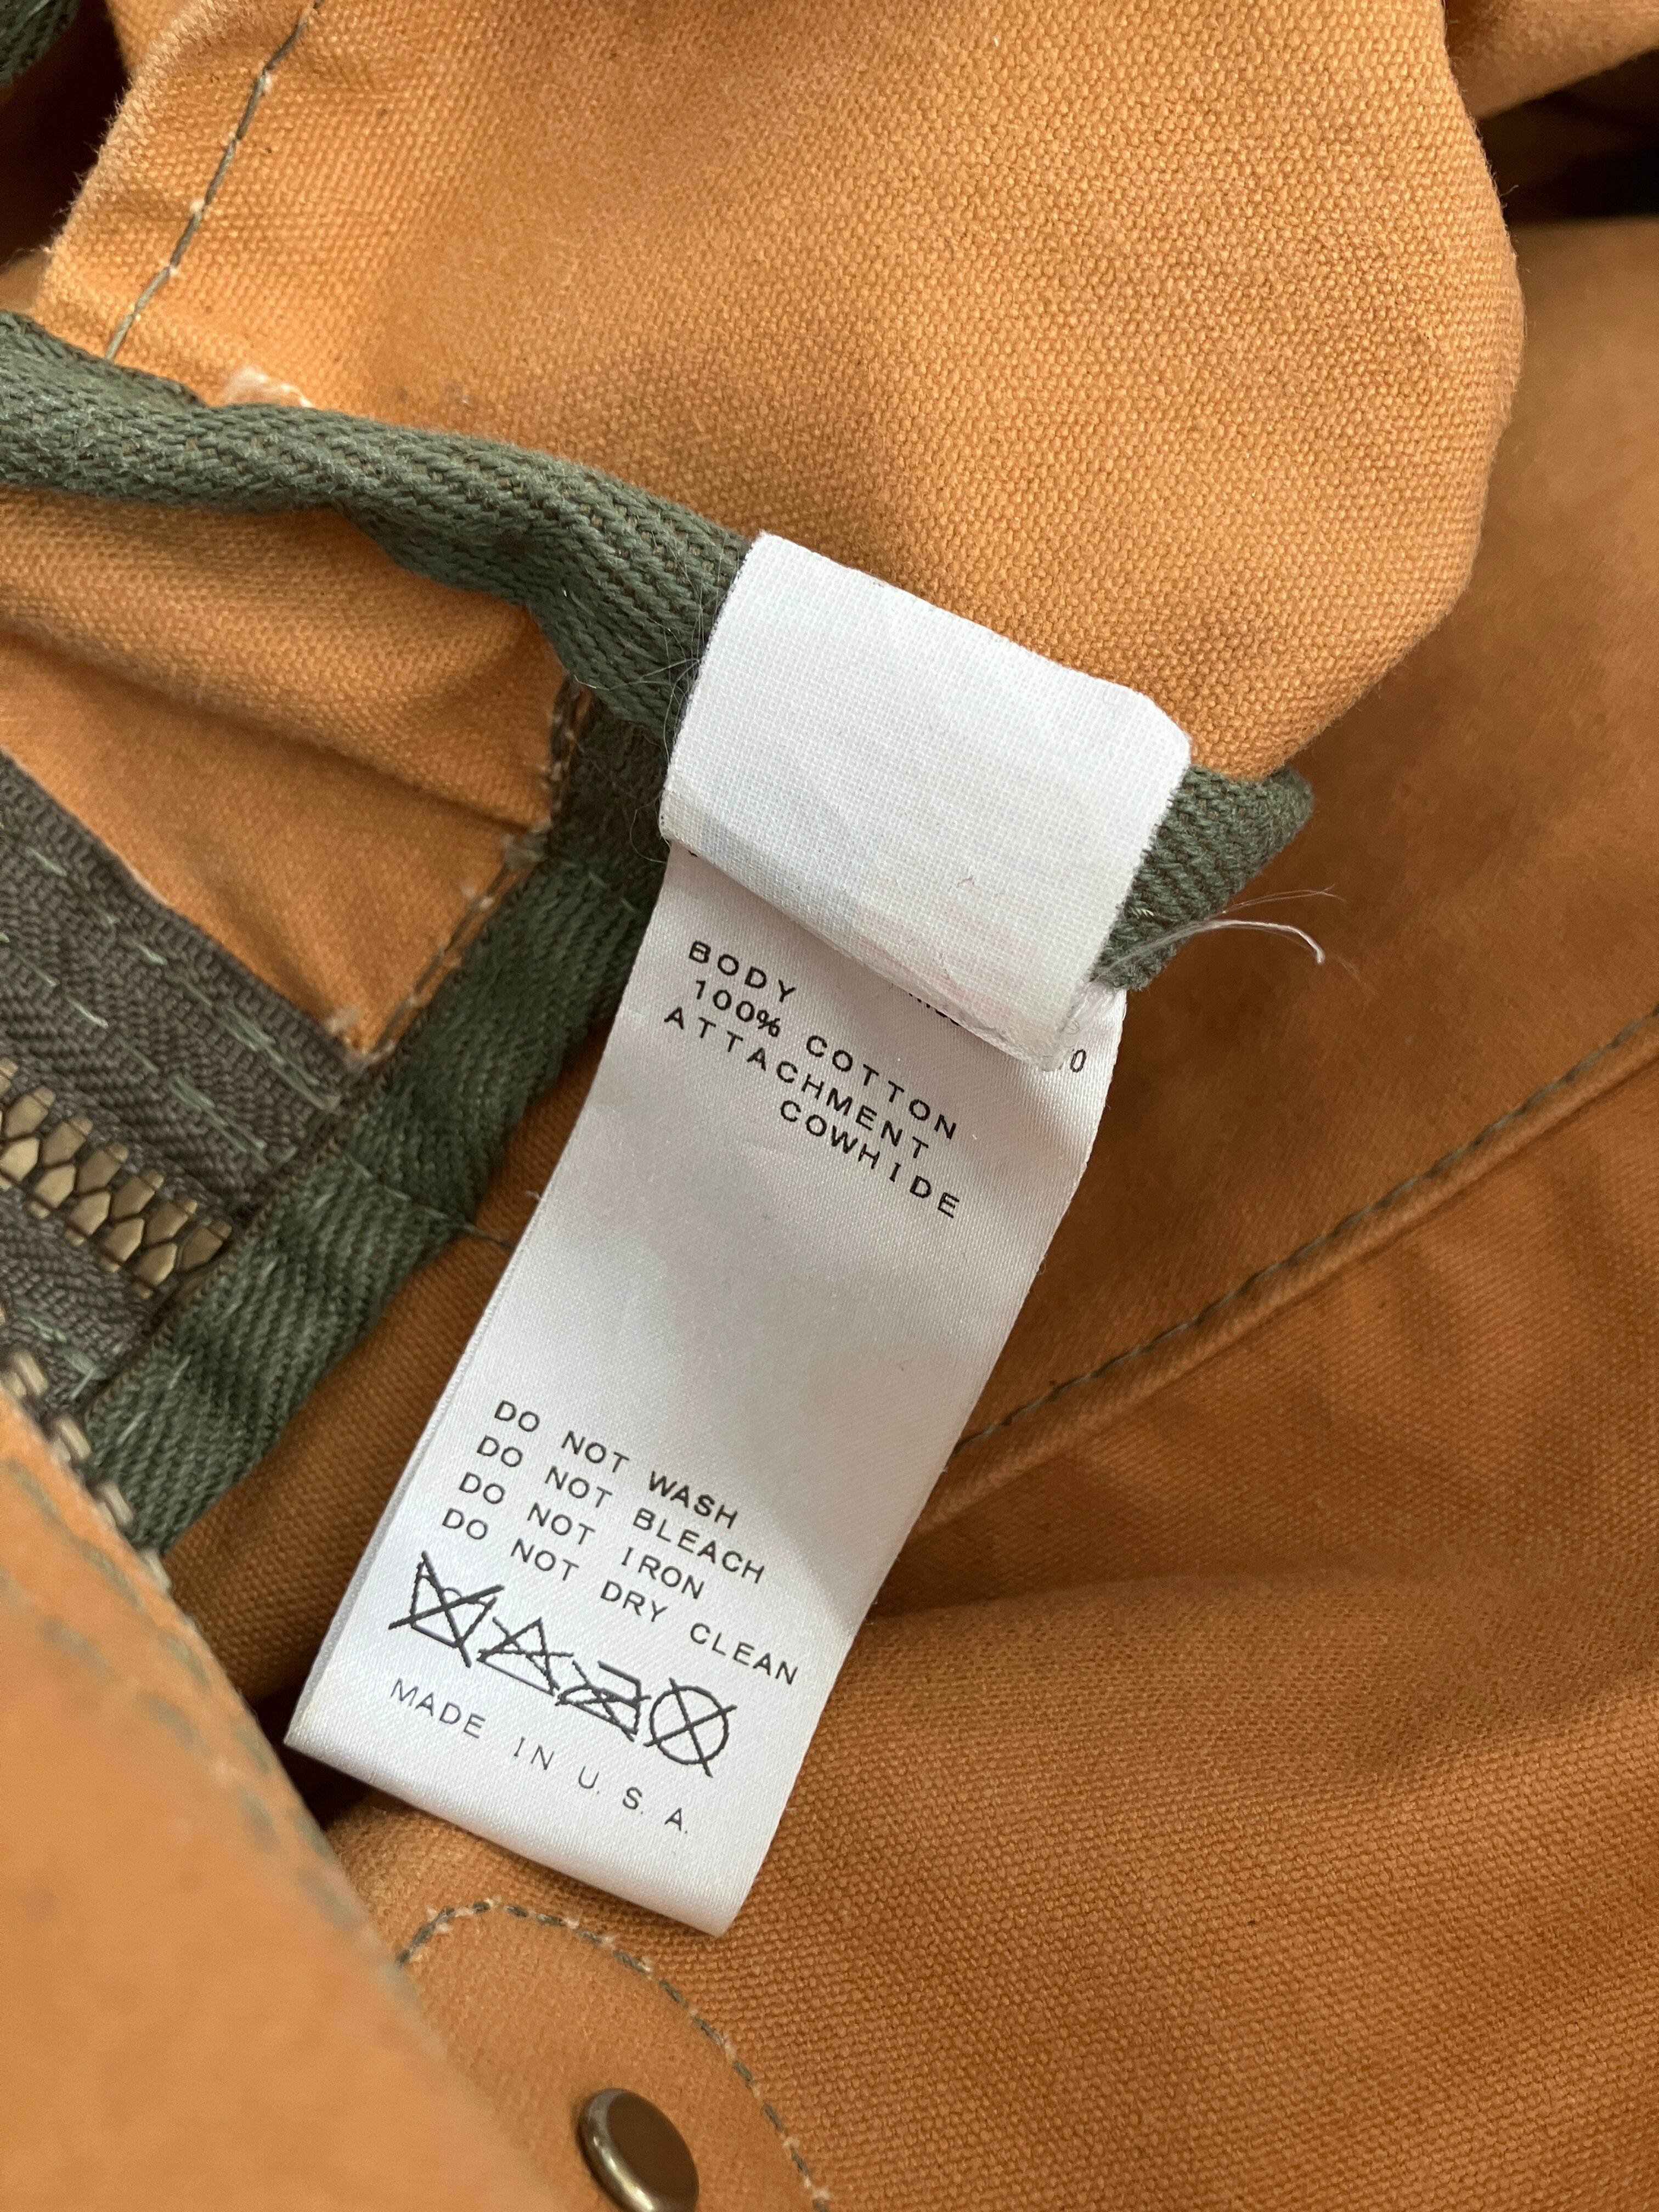 BODY
100% COTTON
ATTACHMENT
COWHIDE
DO NOT WASH
DO NOT BLEACH
DO NOT IRON
DO NOT DRY CLEAN
MADE IN U. S. A.